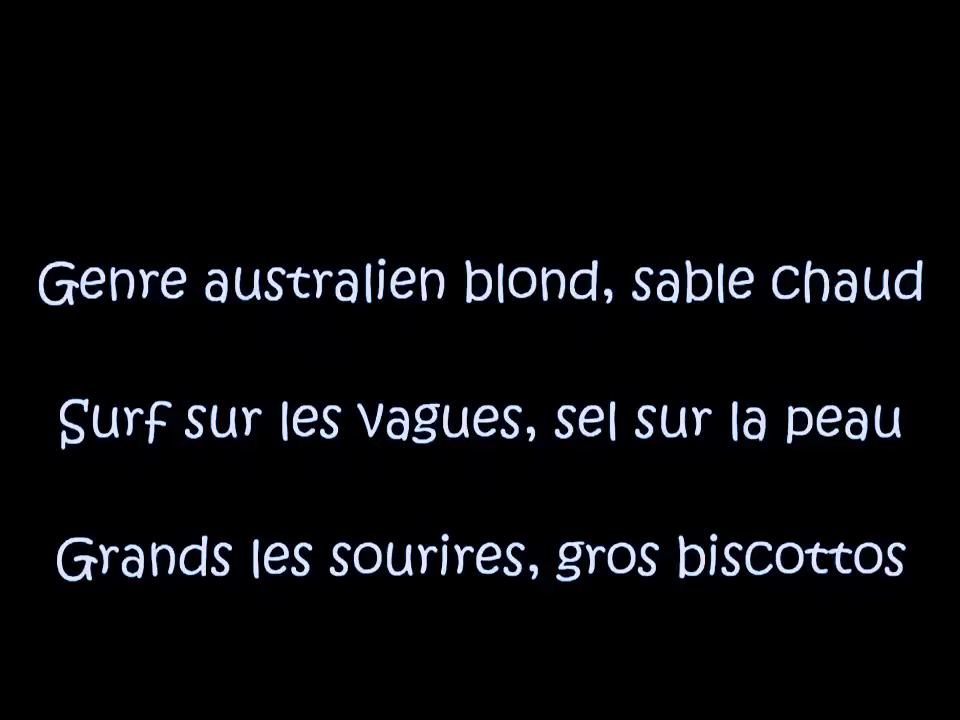 Genre australien blond, sable chaud
Surf sur les vagues, sel sur la peau
Grands les sourires, gros biscottos